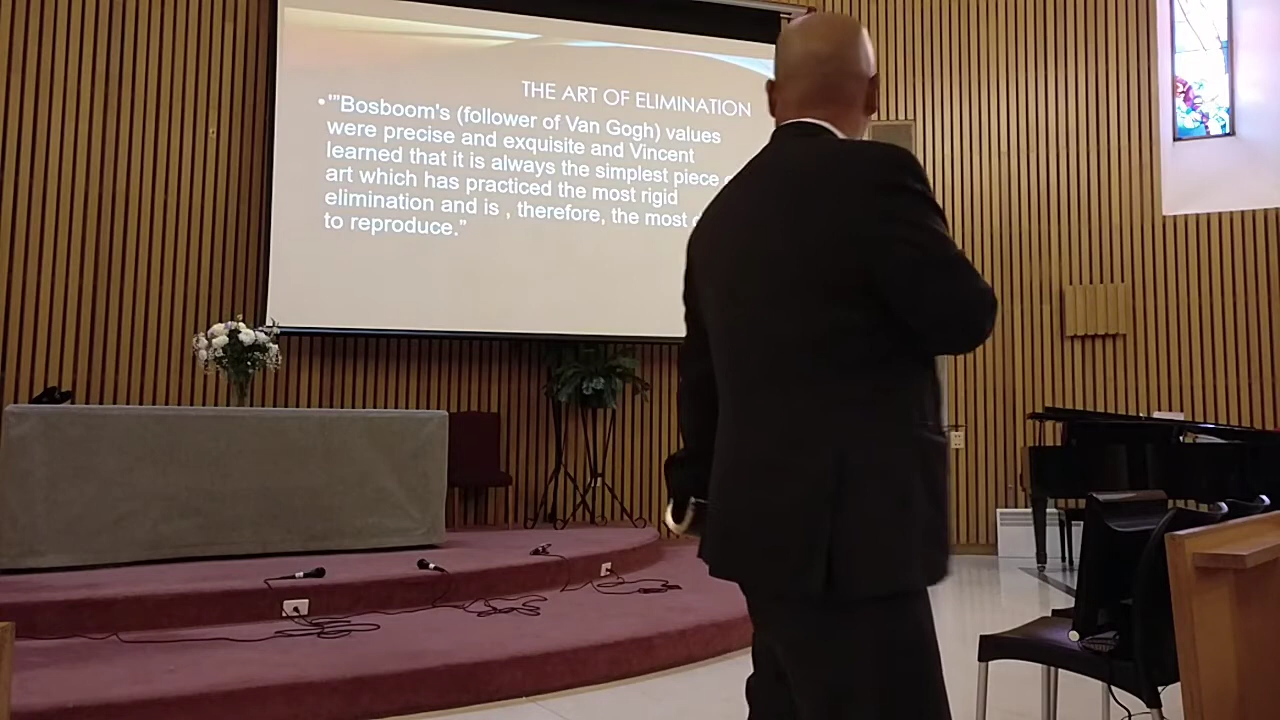 THE ART OF ELIMINATION
•'"Bosboom's (follower of Van Gogh) values
were precise and exquisite and Vincent
learned that it is always the simplest piece
art which has practiced the most rigid
elimination and is , therefore, the most
to reproduce."